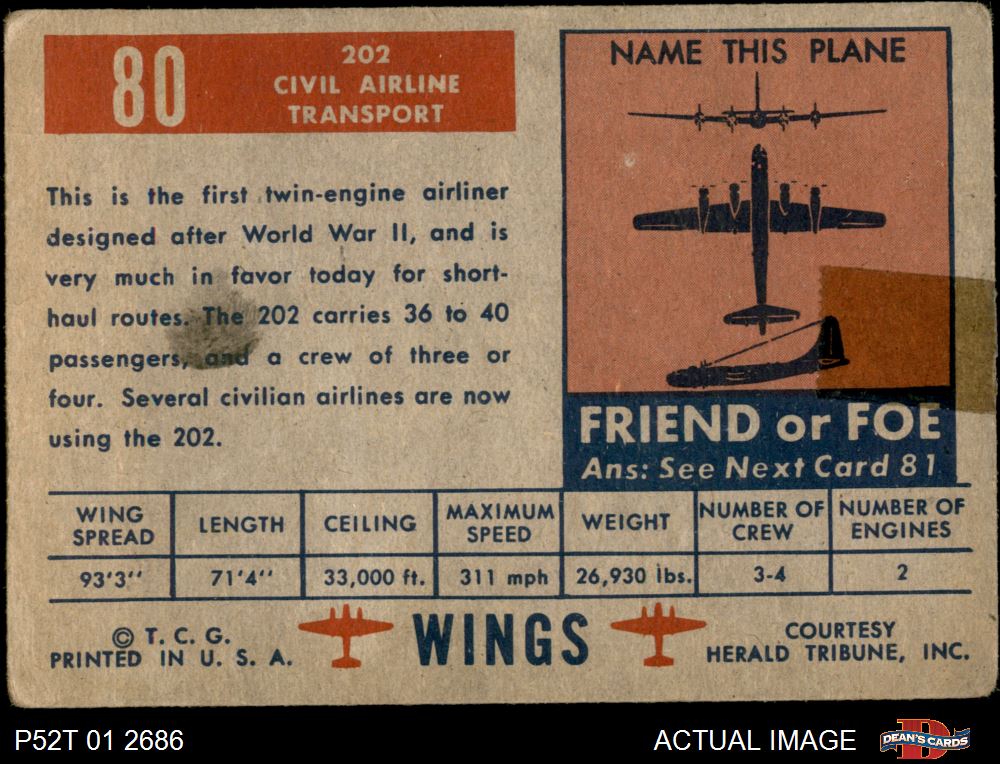 80
202
CIVIL AIRLINE
TRANSPORT
This is the first twin-engine airliner
designed after World War II, and is
very much in favor today for short-
haul routes. The 202 carries 36 to 40
passengers, and a crew of three or
four. Several civilian airlines are now
using the 202.
NAME THIS PLANE
FRIEND or FOE
Ans: See Next Card 81
WING SPREAD
LENGTH
CEILING
MAXIMUM SPEED
WEIGHT
NUMBER OF CREW
NUMBER OF ENGINES
93'3''
71'4''
33,000 ft.
311 mph
26,930 lbs.
3-4
2
© T. C. G.
PRINTED IN U. S. A.
WINGS
COURTESY
HERALD TRIBUNE, INC.
P52T 01 2686
ACTUAL IMAGE
D
DEAN'S CARDS